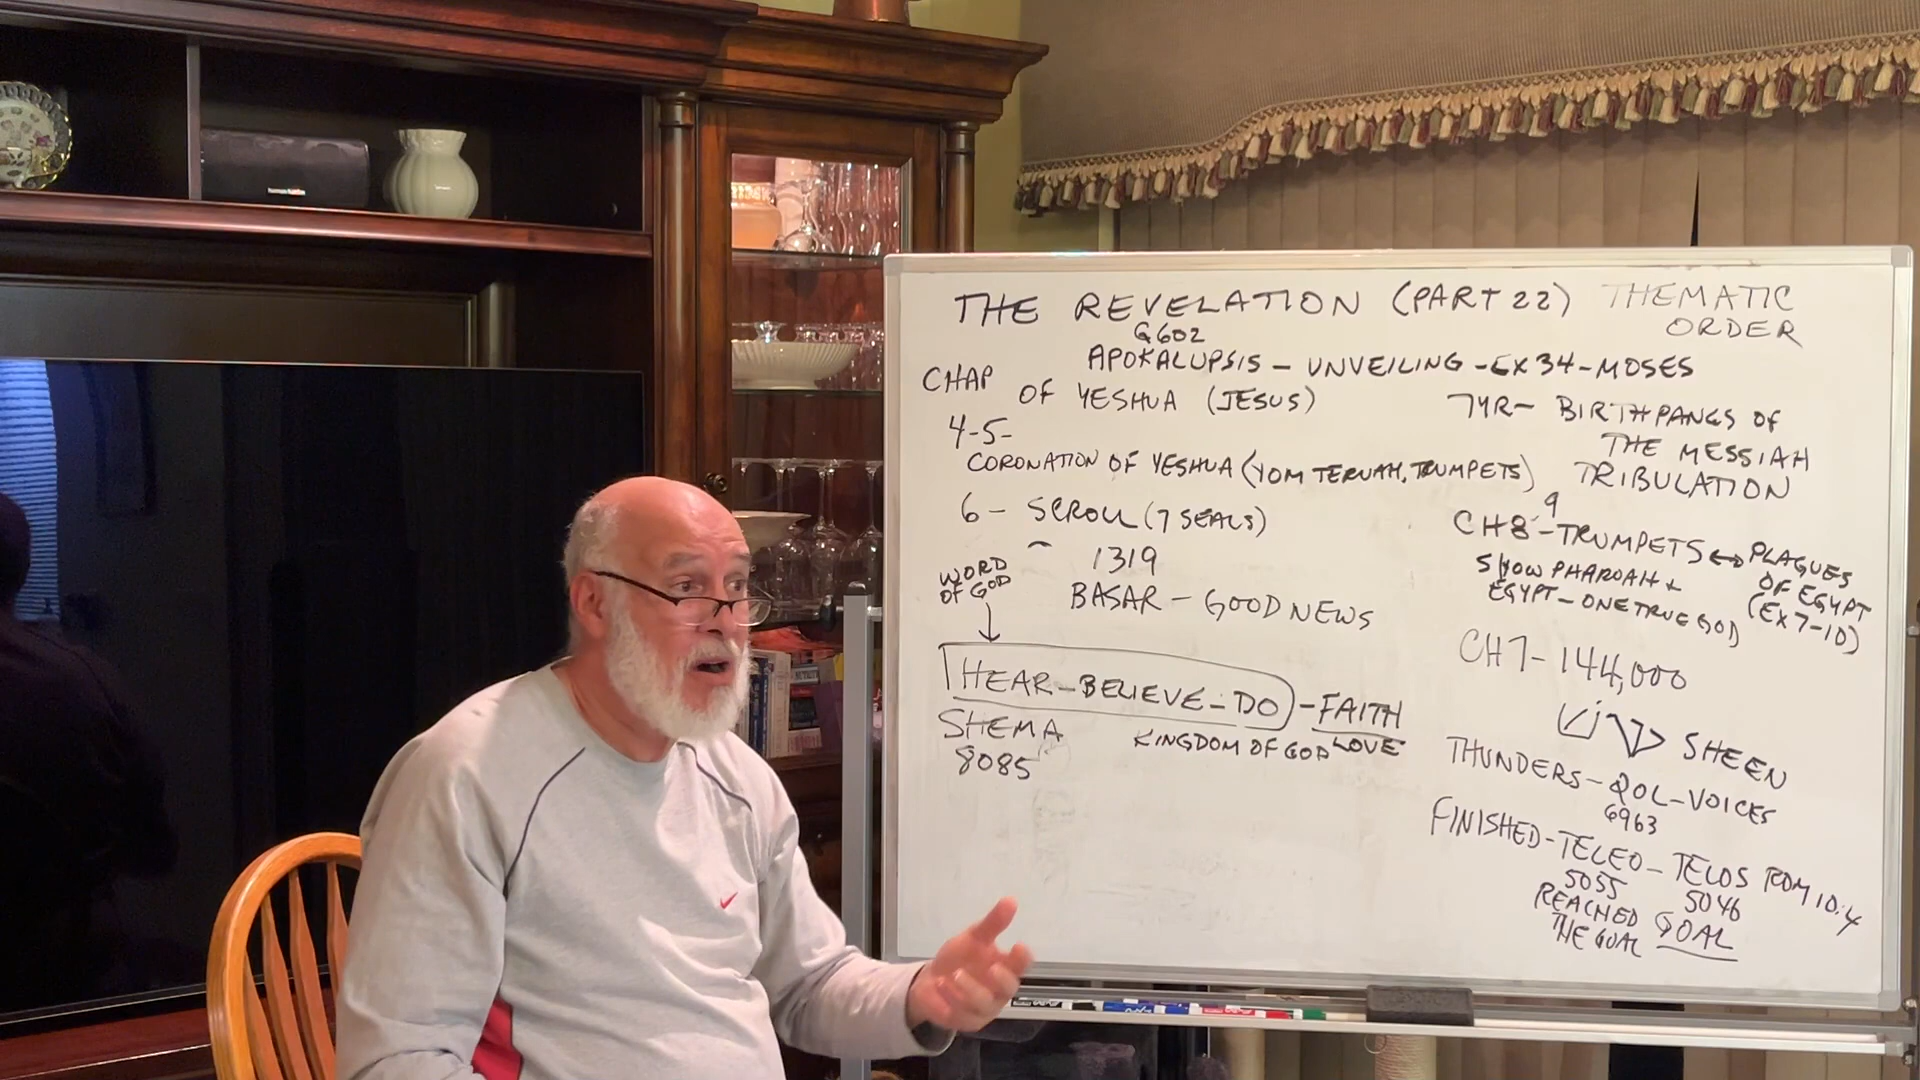 THE REVELATION (PART 22) THEMATIC
ORDER
G602
APOKALUPSIS - UNVEILING - EX 34 - MOSES
CHAP
OF YESHUA (JESUS)
4-5-
CORONATION OF YESHUA (YOM TERUAH, TRUMPETS)
6 - SCROLL (7 SEALS)
1319
BASAR - GOOD NEWS
WORD
OF GOD
HEAR - BELIEVE - DO - FAITH
SHEMA
8085
KINGDOM OF GOD LOVE
7YR - BIRTHPANGS OF
THE MESSIAH
TRIBULATION
9
CH8 - TRUMPETS ↔ PLAGUES
OF EGYPT
(EX 7-10)
SHOW PHAROAH +
EGYPT - ONE TRUE GOD
CH7 - 144,000
SHEEN
THUNDERS - QOL - VOICES
6963
FINISHED - TELEO - TELOS ROM 10:4
5055 5046
REACHED GOAL
THE GOAL